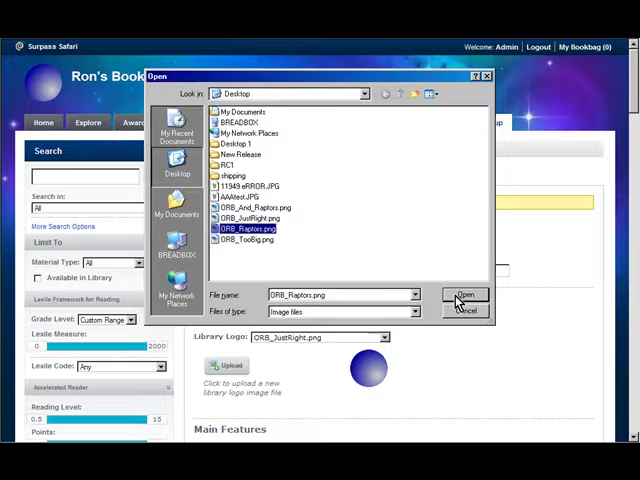 Surpass Safari
Welcome: Admin Logout My Bookbag (0)
Ron's Book
Home Explore Awar up
Open
Look in: Desktop
My Recent
Documents
Desktop
My Documents
BREADBOX
My Network
Places
My Documents
BREADBOX
My Network Places
Desktop 1
New Release
RC1
shipping
11949 eRROR.JPG
AAAtest.JPG
ORB_And_Raptors.png
ORB_JustRight.png
ORB_Raptors.png
ORB_TooBig.png
File name: ORB_Raptors.png Open
Files of type: Image files Cancel
Search
Search in:
All
More Search Options
Limit To
Material Type: All
Available in Library
Lexile Framework for Reading
Grade Level: Custom Range
Lexile Measure:
0 2000
Lexile Code: Any
Accelerated Reader
Reading Level:
0.5 15
Points:
Library Logo: ORB_JustRight.png
Upload
Click to upload a new
library logo image file
Main Features